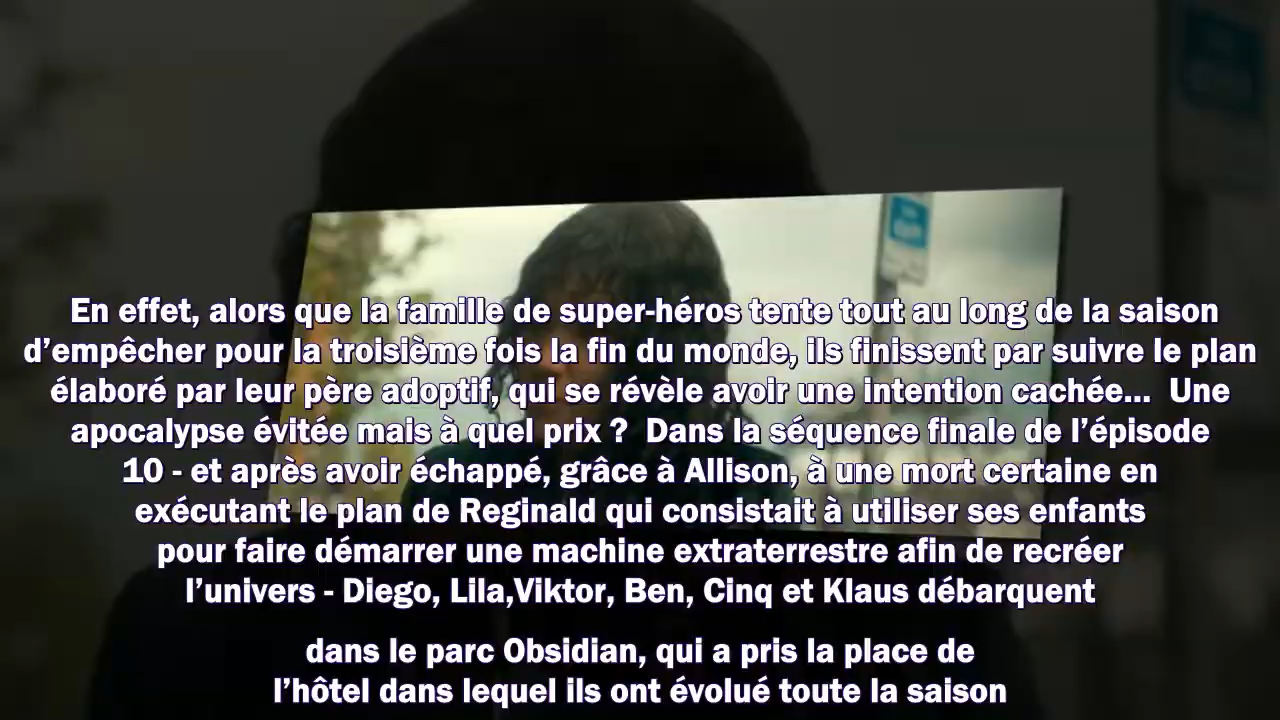 En effet, alors que la famille de super-héros tente tout au long de la saison
d’empêcher pour la troisième fois la fin du monde, ils finissent par suivre le plan
élaboré par leur père adoptif, qui se révèle avoir une intention cachée...  Une
apocalypse évitée mais à quel prix ?  Dans la séquence finale de l’épisode
10 - et après avoir échappé, grâce à Allison, à une mort certaine en
exécutant le plan de Reginald qui consistait à utiliser ses enfants
pour faire démarrer une machine extraterrestre afin de recréer
l’univers - Diego, Lila,Viktor, Ben, Cinq et Klaus débarquent
dans le parc Obsidian, qui a pris la place de
l’hôtel dans lequel ils ont évolué toute la saison